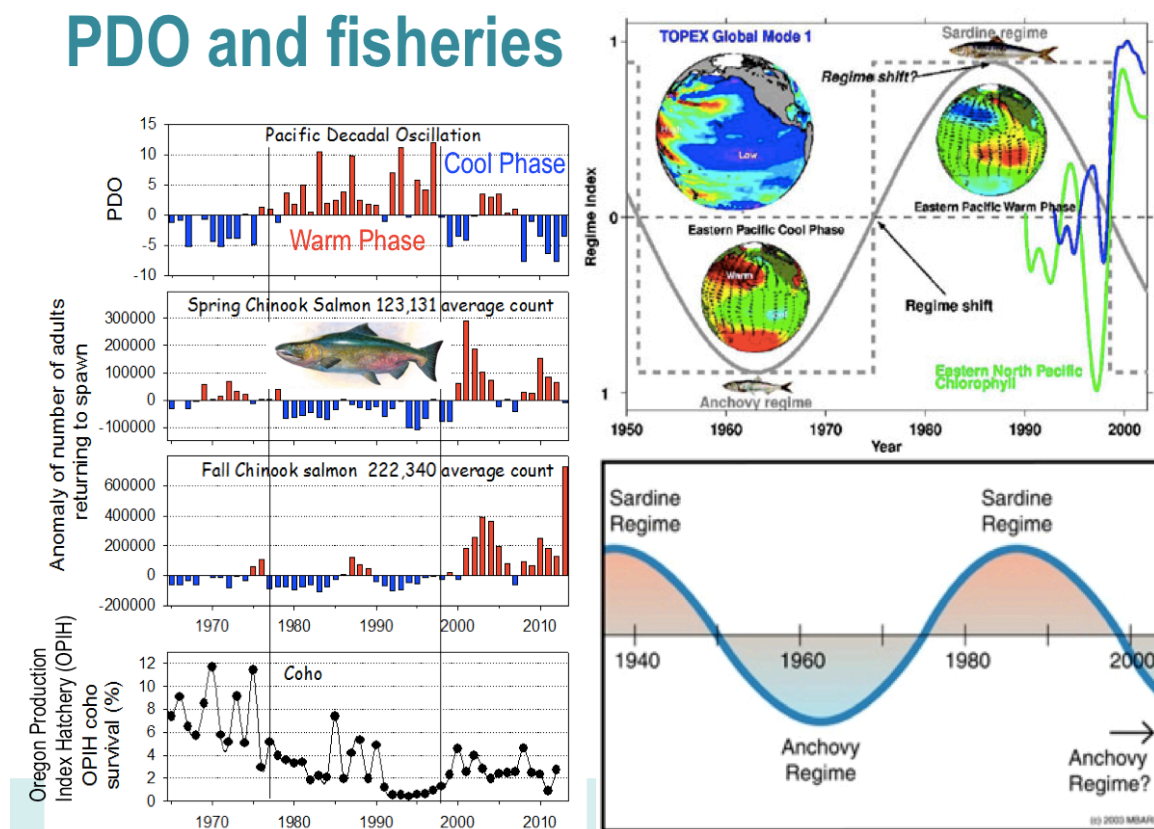 PDO and fisheries
Pacific Decadal Oscillation
15
10
5
0
-5
-10
PDO
Cool Phase
Warm Phase
Spring Chinook Salmon 123,131 average count
300000
200000
100000
0
-100000
Anomaly of number of adults
returning to spawn
Fall Chinook salmon 222,340 average count
600000
400000
200000
0
-200000
1970 1980 1990 2000 2010
Oregon Production
Index Hatchery (OPIH)
OPIH coho
survival (%)
Coho
12
10
8
6
4
2
0
1970 1980 1990 2000 2010
TOPEX Global Mode 1
Sardine regime
Regime shift?
Low
Eastern Pacific Warm Phase
Eastern Pacific Cool Phase
Warm
Regime shift
Eastern North Pacific
Chlorophyll
Anchovy regime
1
0
1
Regime Index
1950 1960 1970 1980 1990 2000
Year
Sardine
Regime
Sardine
Regime
1940 1960 1980 2000
Anchovy
Regime
Anchovy
Regime?
(c) 2003 MBARI